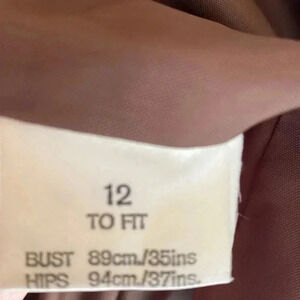 12
TO FIT
BUST 89cm./35ins
HIPS 94cm./37ins.